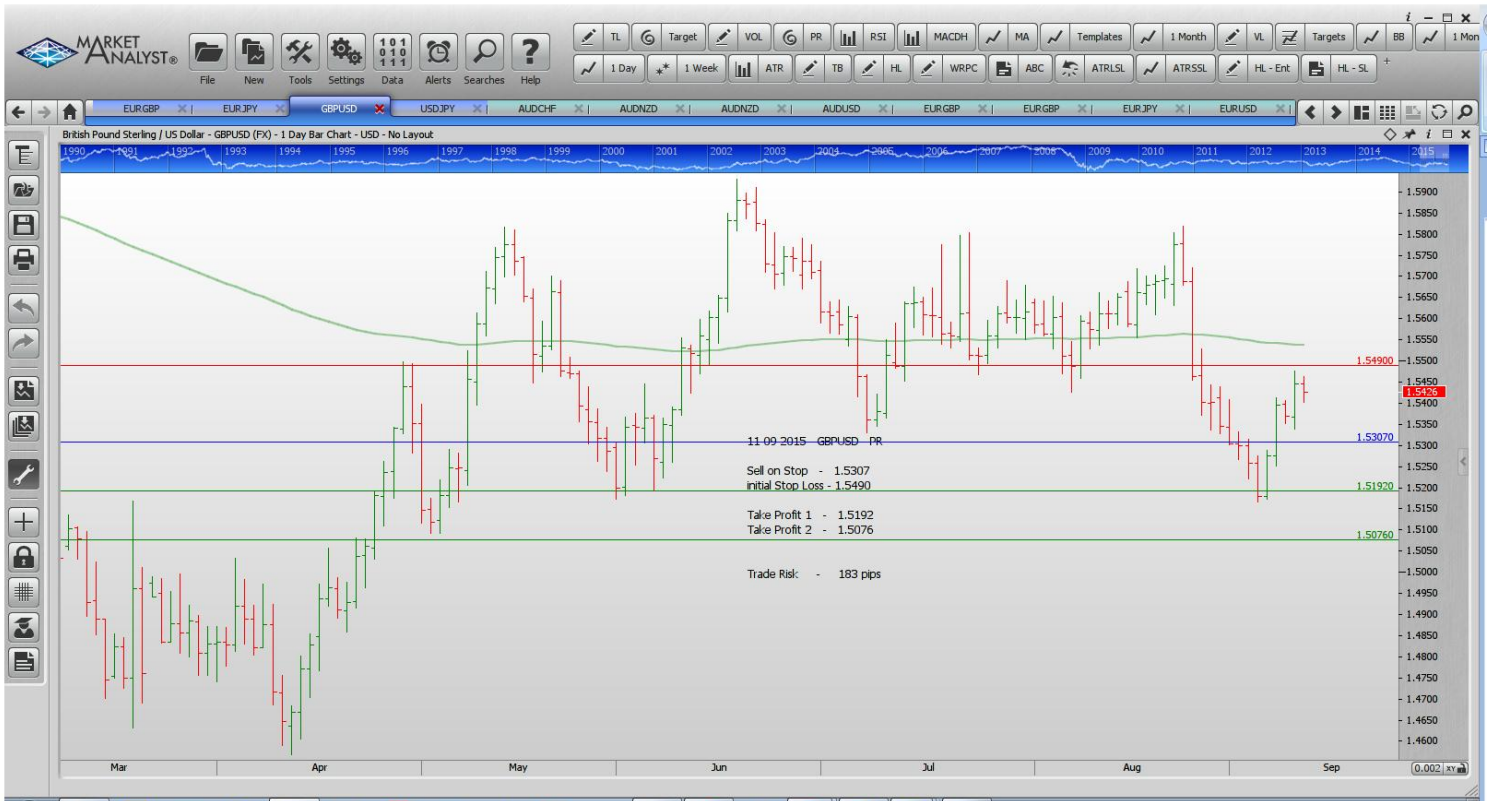 MARKET ANALYST®
File New Tools Settings Data Alerts Searches Help
TL Target VOL PR RSI MACDH MA Templates 1 Month VL Targets BB 1 Mon
1 Day 1 Week ATR TB HL WRPC ABC ATRLSL ATRSSL HL - Ent HL - SL +
EURGBP EURJPY GBPUSD USDJPY AUDCHF AUDNZD AUDNZD AUDUSD EURGBP EURGBP EURJPY EURUSD
British Pound Sterling / US Dollar - GBPUSD (FX) - 1 Day Bar Chart - USD - No Layout
1990 1991 1992 1993 1994 1995 1996 1997 1998 1999 2000 2001 2002 2003 2004 2005 2006 2007 2008 2009 2010 2011 2012 2013 2014 2015
1.5900
1.5850
1.5800
1.5750
1.5700
1.5650
1.5600
1.5550
1.5500
1.54900
1.5450
1.5426
1.5400
1.5350
1.53070
1.5300
1.5250
1.51920
1.5200
1.5150
1.5100
1.50760
1.5050
1.5000
1.4950
1.4900
1.4850
1.4800
1.4750
1.4700
1.4650
1.4600
11 09 2015 GBPUSD PR
Sell on Stop - 1.5307
initial Stop Loss - 1.5490
Take Profit 1 - 1.5192
Take Profit 2 - 1.5076
Trade Risk - 183 pips
Mar Apr May Jun Jul Aug Sep
0.002 XY